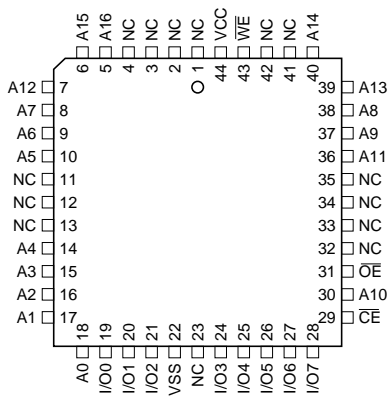 A15
A16
NC
NC
NC
NC
VCC
W̅E̅
NC
NC
A14
6
5
4
3
2
1
44
43
42
41
40
A12 7
A7 8
A6 9
A5 10
NC 11
NC 12
NC 13
A4 14
A3 15
A2 16
A1 17
39 A13
38 A8
37 A9
36 A11
35 NC
34 NC
33 NC
32 NC
31 O̅E̅
30 A10
29 C̅E̅
18
19
20
21
22
23
24
25
26
27
28
A0
I/O0
I/O1
I/O2
VSS
NC
I/O3
I/O4
I/O5
I/O6
I/O7